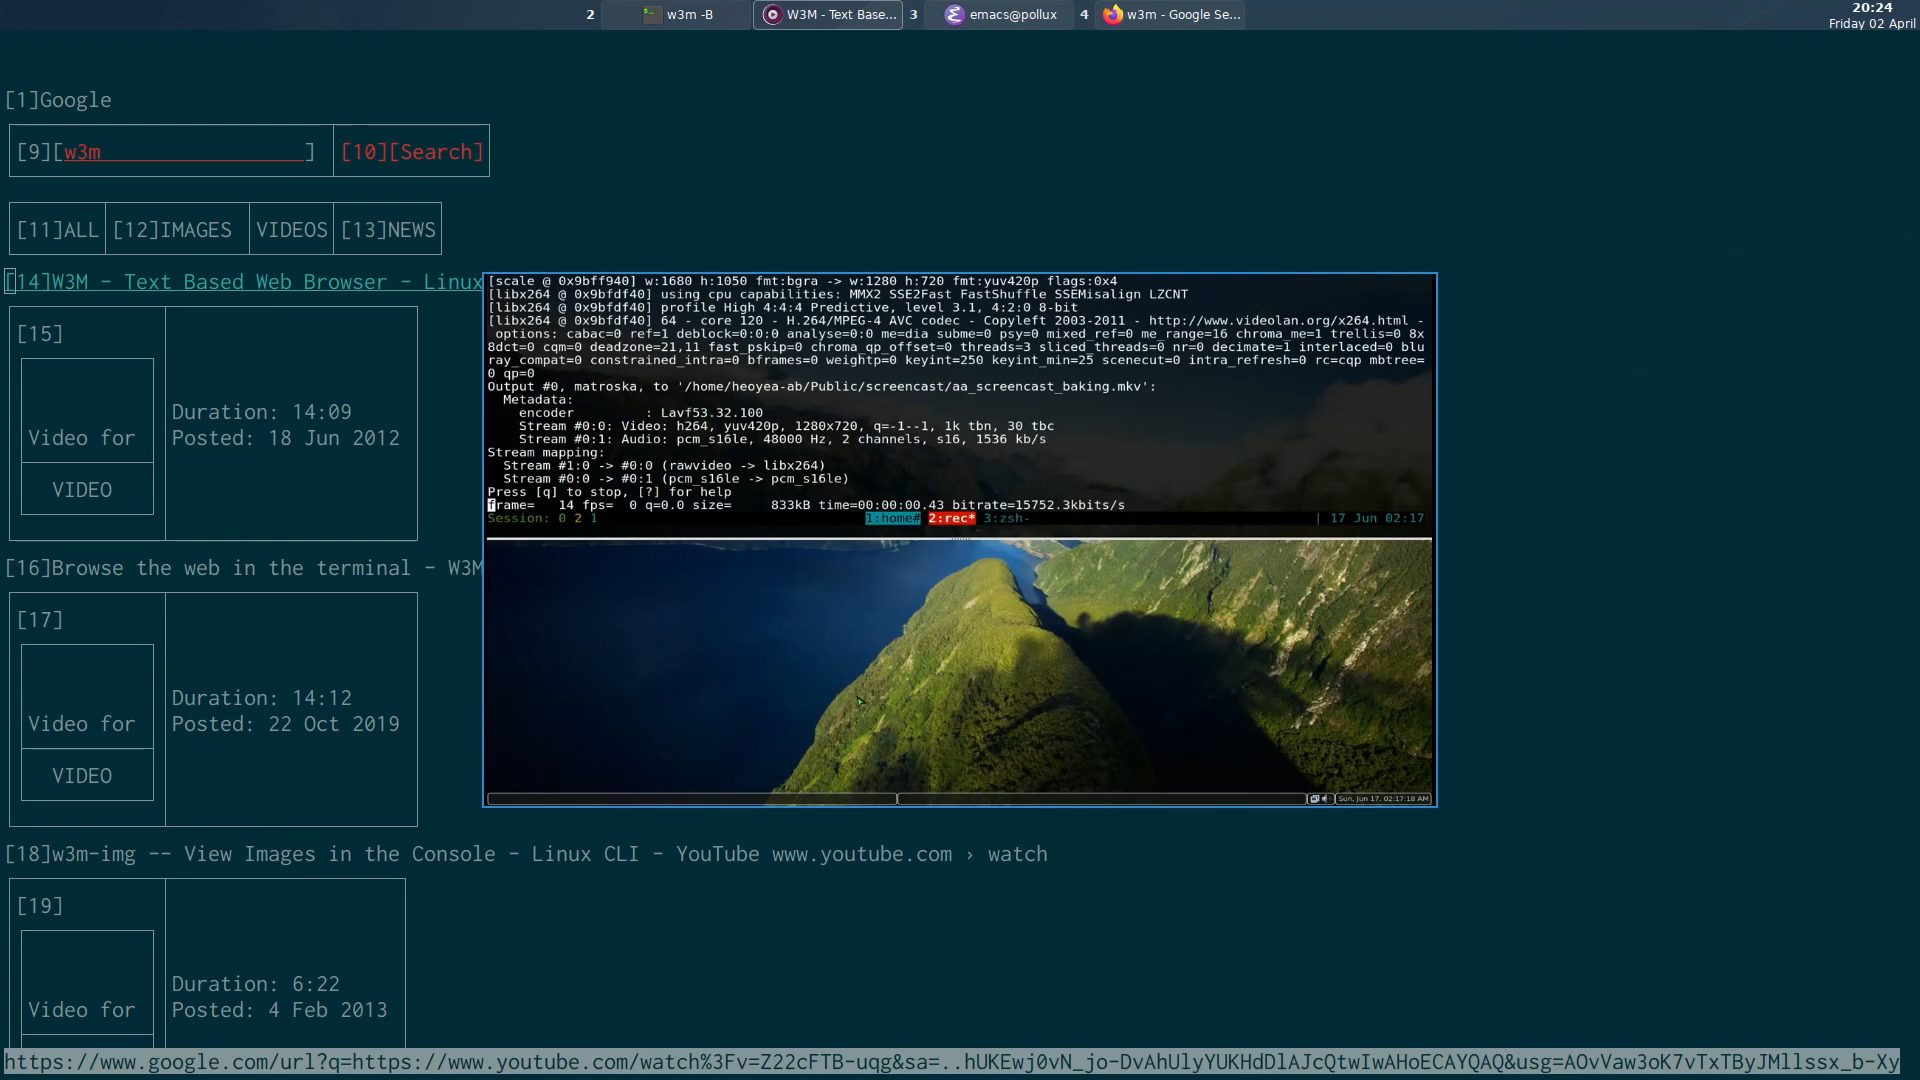 2 w3m -B W3M - Text Base... 3 emacs@pollux 4 w3m - Google Se... 20:24
Friday 02 April
[1]Google
[9][w3m ] [10][Search]
[11]ALL [12]IMAGES VIDEOS [13]NEWS
[14]W3M - Text Based Web Browser - Linux
[15]
Video for
VIDEO
Duration: 14:09
Posted: 18 Jun 2012
[16]Browse the web in the terminal - W3M
[17]
Video for
VIDEO
Duration: 14:12
Posted: 22 Oct 2019
[18]w3m-img -- View Images in the Console - Linux CLI - YouTube www.youtube.com › watch
[19]
Video for
Duration: 6:22
Posted: 4 Feb 2013
[scale @ 0x9bff940] w:1680 h:1050 fmt:bgra -> w:1280 h:720 fmt:yuv420p flags:0x4
[libx264 @ 0x9bfdf40] using cpu capabilities: MMX2 SSE2Fast FastShuffle SSEMisalign LZCNT
[libx264 @ 0x9bfdf40] profile High 4:4:4 Predictive, level 3.1, 4:2:0 8-bit
[libx264 @ 0x9bfdf40] 64 - core 120 - H.264/MPEG-4 AVC codec - Copyleft 2003-2011 - http://www.videolan.org/x264.html -
options: cabac=0 ref=1 deblock=0:0:0 analyse=0:0 me=dia subme=0 psy=0 mixed_ref=0 me_range=16 chroma_me=1 trellis=0 8x
8dct=0 cqm=0 deadzone=21,11 fast_pskip=0 chroma_qp_offset=0 threads=3 sliced_threads=0 nr=0 decimate=1 interlaced=0 blu
ray_compat=0 constrained_intra=0 bframes=0 weightp=0 keyint=250 keyint_min=25 scenecut=0 intra_refresh=0 rc=cqp mbtree=
0 qp=0
Output #0, matroska, to '/home/heoyea-ab/Public/screencast/aa_screencast_baking.mkv':
Metadata:
encoder : Lavf53.32.100
Stream #0:0: Video: h264, yuv420p, 1280x720, q=-1--1, 1k tbn, 30 tbc
Stream #0:1: Audio: pcm_s16le, 48000 Hz, 2 channels, s16, 1536 kb/s
Stream mapping:
Stream #1:0 -> #0:0 (rawvideo -> libx264)
Stream #0:0 -> #0:1 (pcm_s16le -> pcm_s16le)
Press [q] to stop, [?] for help
frame= 14 fps= 0 q=0.0 size= 833kB time=00:00:00.43 bitrate=15752.3kbits/s
Session: 0 2 1 1:home# 2:rec* 3:zsh- | 17 Jun 02:17
Sun, Jun 17, 02:17:18 AM
https://www.google.com/url?q=https://www.youtube.com/watch%3Fv=Z22cFTB-uqg&sa=..hUKEwj0vN_jo-DvAhUlyYUKHdDlAJcQtwIwAHoECAYQAQ&usg=AOvVaw3oK7vTxTByJMllssx_b-Xy